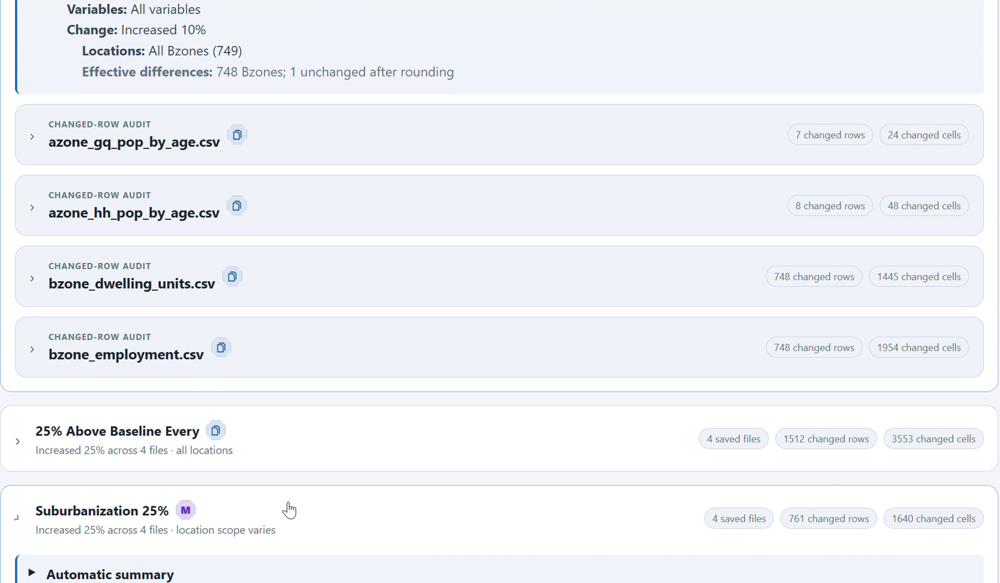 Variables: All variables
Change: Increased 10%
Locations: All Bzones (749)
Effective differences: 748 Bzones; 1 unchanged after rounding
CHANGED-ROW AUDIT
azone_gq_pop_by_age.csv
7 changed rows
24 changed cells
CHANGED-ROW AUDIT
azone_hh_pop_by_age.csv
8 changed rows
48 changed cells
CHANGED-ROW AUDIT
bzone_dwelling_units.csv
748 changed rows
1445 changed cells
CHANGED-ROW AUDIT
bzone_employment.csv
748 changed rows
1954 changed cells
25% Above Baseline Every
Increased 25% across 4 files · all locations
4 saved files
1512 changed rows
3553 changed cells
Suburbanization 25% M
Increased 25% across 4 files · location scope varies
4 saved files
761 changed rows
1640 changed cells
Automatic summary